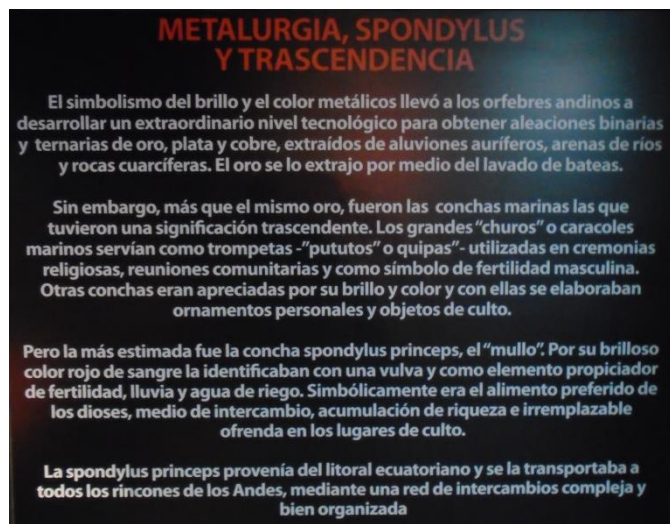 METALURGIA, SPONDYLUS
Y TRASCENDENCIA
El simbolismo del brillo y el color metálicos llevó a los orfebres andinos a
desarrollar un extraordinario nivel tecnológico para obtener aleaciones binarias
y ternarias de oro, plata y cobre, extraídos de aluviones auríferos, arenas de ríos
y rocas cuarcíferas. El oro se lo extrajo por medio del lavado de bateas.
Sin embargo, más que el mismo oro, fueron las conchas marinas las que
tuvieron una significación trascendente. Los grandes “churos” o caracoles
marinos servían como trompetas -”pututos” o quipas”- utilizadas en cremonias
religiosas, reuniones comunitarias y como símbolo de fertilidad masculina.
Otras conchas eran apreciadas por su brillo y color y con ellas se elaboraban
ornamentos personales y objetos de culto.
Pero la más estimada fue la concha spondylus princeps, el “mullo”. Por su brilloso
color rojo de sangre la identificaban con una vulva y como elemento propiciador
de fertilidad, lluvia y agua de riego. Simbólicamente era el alimento preferido de
los dioses, medio de intercambio, acumulación de riqueza e irremplazable
ofrenda en los lugares de culto.
La spondylus princeps provenía del litoral ecuatoriano y se la transportaba a
todos los rincones de los Andes, mediante una red de intercambios compleja y
bien organizada